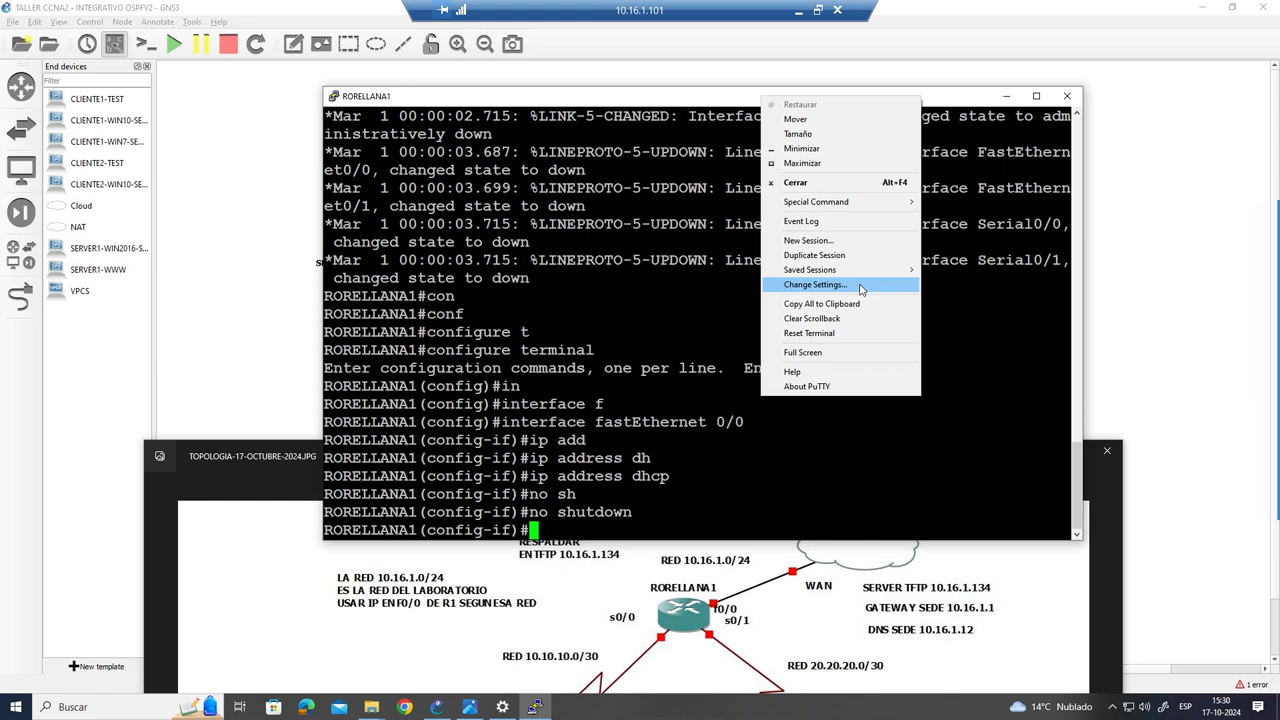 TALLER CCNA2 - INTEGRATIVO OSPFV2 - GNS3
10.16.1.101
File Edit View Control Node Annotate Tools Help
End devices
Filter
CLIENTE1-TEST
CLIENTE1-WIN10-SE...
CLIENTE1-WIN7-SE...
CLIENTE2-TEST
CLIENTE2-WIN10-SE...
Cloud
NAT
SERVER1-WIN2016-S...
SERVER1-WWW
VPCS
New template
RORELLANA1
*Mar 1 00:00:02.715: %LINK-5-CHANGED: Interfac
ged state to adm
inistratively down
*Mar 1 00:00:03.687: %LINEPROTO-5-UPDOWN: Line
rface FastEthern
et0/0, changed state to down
*Mar 1 00:00:03.699: %LINEPROTO-5-UPDOWN: Line
rface FastEthern
et0/1, changed state to down
*Mar 1 00:00:03.715: %LINEPROTO-5-UPDOWN: Line
rface Serial0/0,
changed state to down
*Mar 1 00:00:03.715: %LINEPROTO-5-UPDOWN: Line
rface Serial0/1,
changed state to down
RORELLANA1#con
RORELLANA1#conf
RORELLANA1#configure t
RORELLANA1#configure terminal
Enter configuration commands, one per line. En
RORELLANA1(config)#in
RORELLANA1(config)#interface f
RORELLANA1(config)#interface fastEthernet 0/0
RORELLANA1(config-if)#ip add
RORELLANA1(config-if)#ip address dh
RORELLANA1(config-if)#ip address dhcp
RORELLANA1(config-if)#no sh
RORELLANA1(config-if)#no shutdown
RORELLANA1(config-if)#
Restaurar
Mover
Tamaño
Minimizar
Maximizar
Cerrar Alt+F4
Special Command
Event Log
New Session...
Duplicate Session
Saved Sessions
Change Settings...
Copy All to Clipboard
Clear Scrollback
Reset Terminal
Full Screen
Help
About PuTTY
TOPOLOGIA-17-OCTUBRE-2024.JPG
RESPALDAR
EN TFTP 10.16.1.134
RED 10.16.1.0/24
LA RED 10.16.1.0/24
ES LA RED DEL LABORATORIO
USAR IP EN F0/0 DE R1 SEGUN ESA RED
RORELLANA1
WAN
SERVER TFTP 10.16.1.134
GATEWAY SEDE 10.16.1.1
DNS SEDE 10.16.1.12
s0/0
f0/0
s0/1
RED 10.10.10.0/30
RED 20.20.20.0/30
1 error
Buscar
14°C Nublado
ESP
15:30
17-10-2024